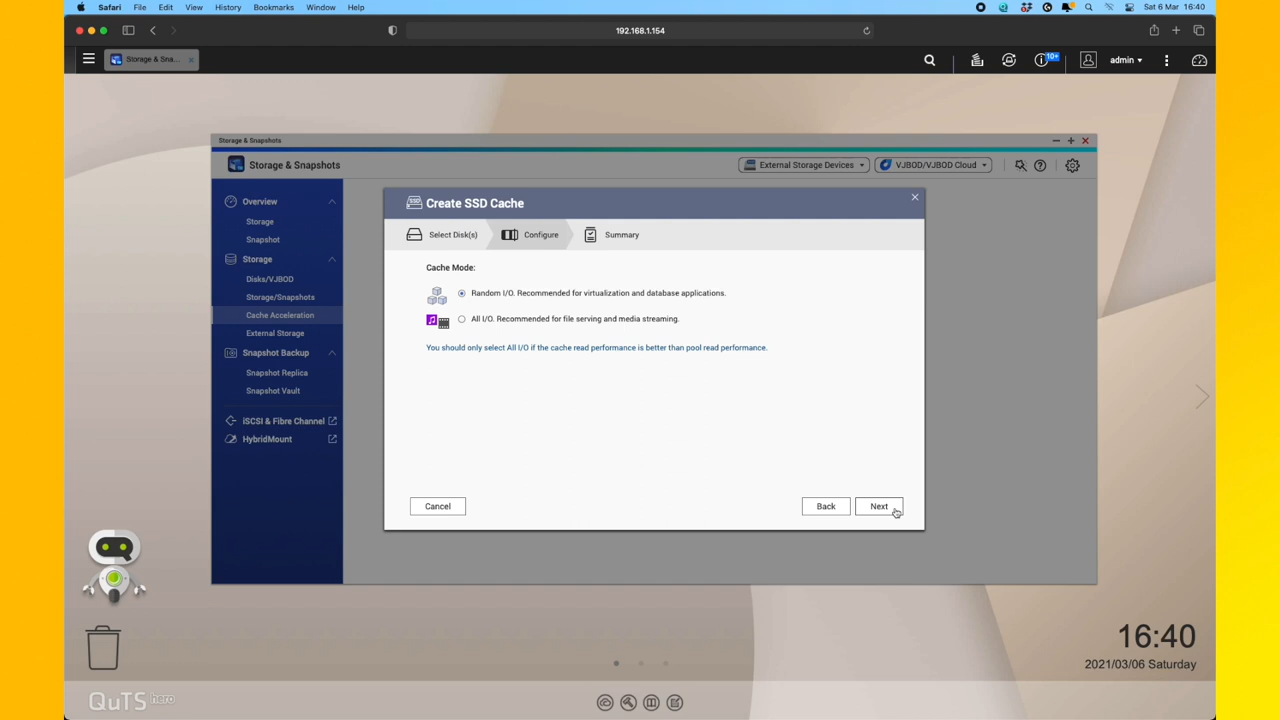 Safari File Edit View History Bookmarks Window Help Sat 6 Mar 16:40
192.168.1.154
Storage & Sna... 10+ admin
Storage & Snapshots
Storage & Snapshots External Storage Devices VJBOD/VJBOD Cloud
Overview
Storage
Snapshot
Storage
Disks/VJBOD
Storage/Snapshots
Cache Acceleration
External Storage
Snapshot Backup
Snapshot Replica
Snapshot Vault
iSCSI & Fibre Channel
HybridMount
SSD Create SSD Cache
Select Disk(s) Configure Summary
Cache Mode:
Random I/O. Recommended for virtualization and database applications.
All I/O. Recommended for file serving and media streaming.
You should only select All I/O if the cache read performance is better than pool read performance.
Cancel Back Next
16:40
2021/03/06 Saturday
QuTS hero